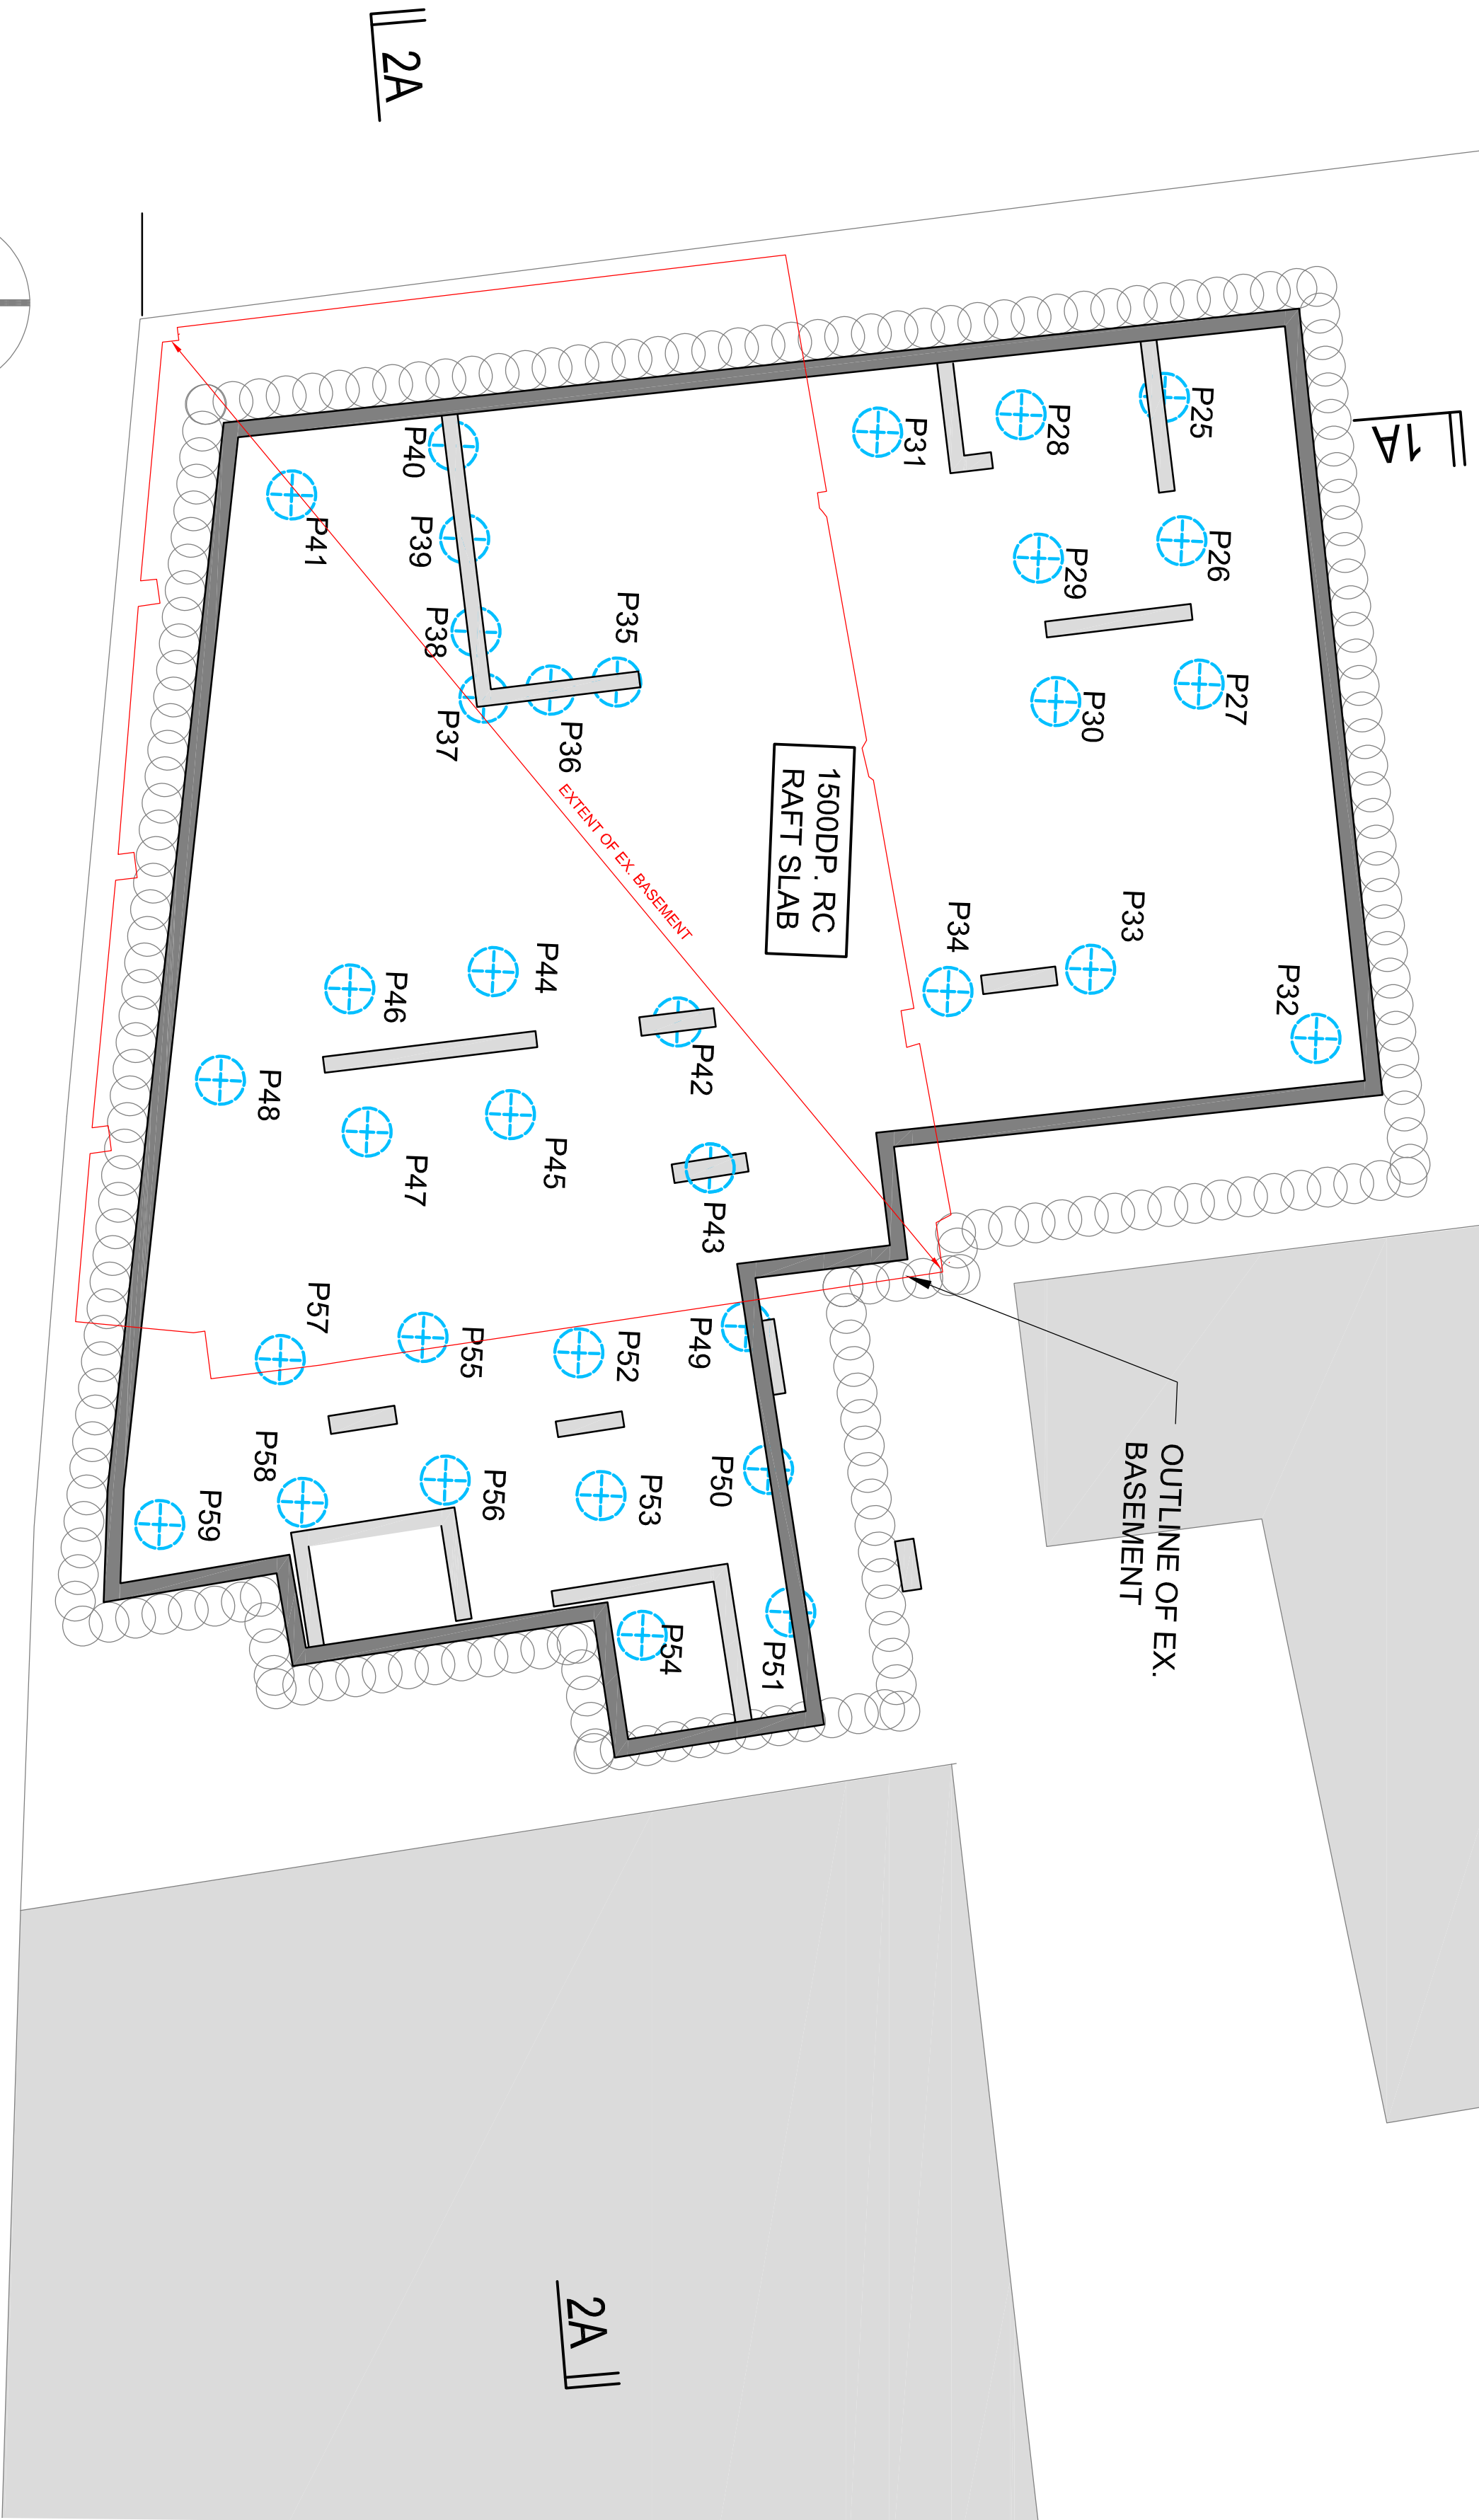 2A
1A
P25
P26
P27
P28
P29
P30
P31
P32
P33
P34
P35
P36
P37
P38
P39
P40
P41
1500DP. RC
RAFT SLAB
EXTENT OF EX. BASEMENT
P42
P43
P44
P45
P46
P47
P48
P49
P50
P51
P52
P53
P54
P55
P56
P57
P58
P59
OUTLINE OF EX.
BASEMENT
2A